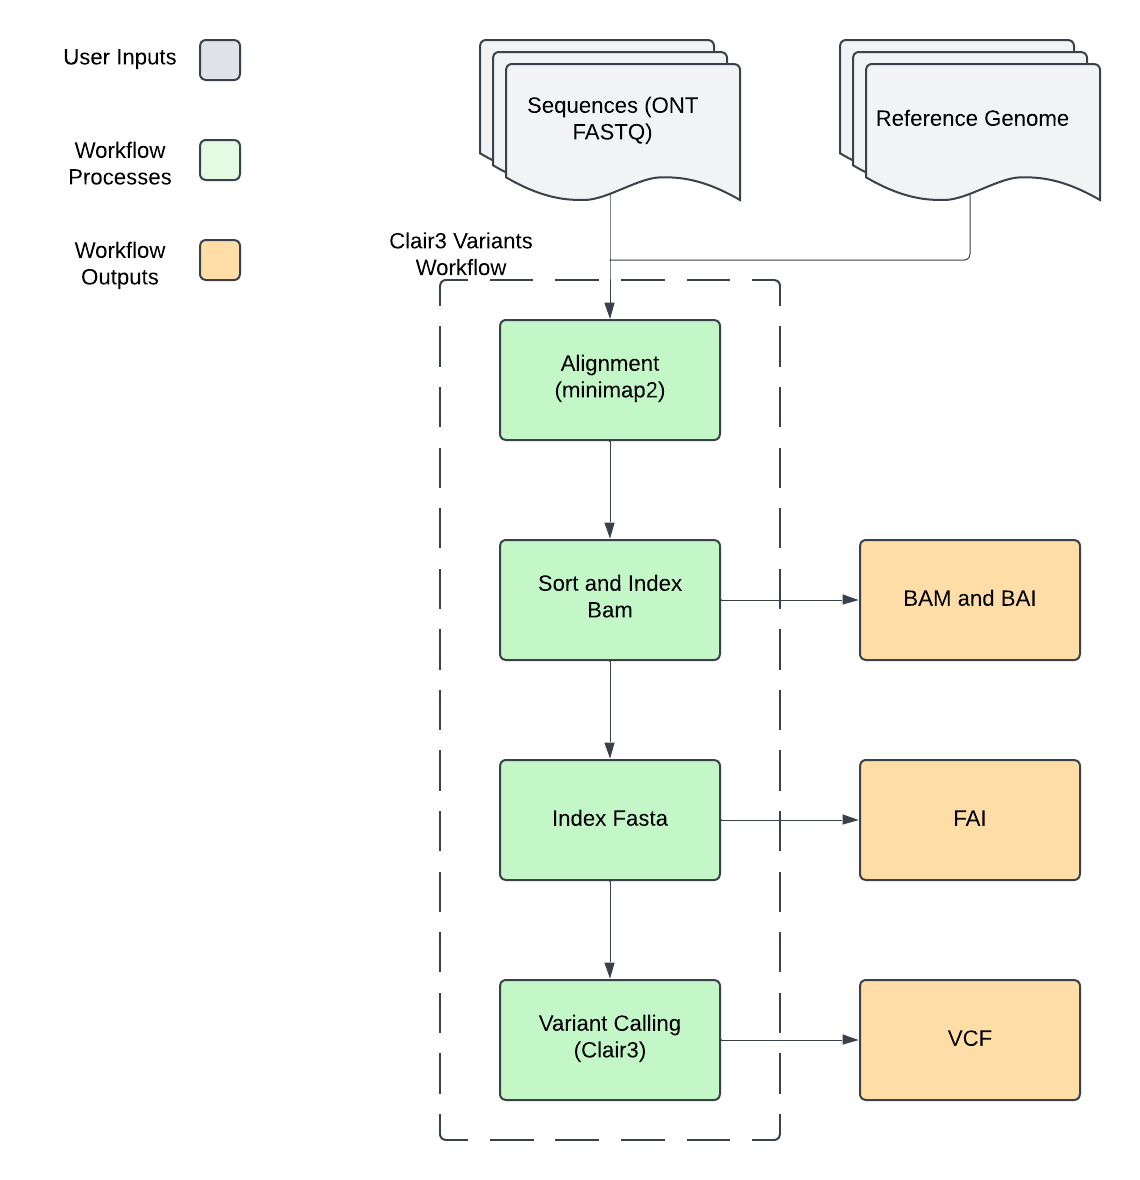 User Inputs
Workflow
Processes
Workflow
Outputs
Sequences (ONT
FASTQ)
Reference Genome
Clair3 Variants
Workflow
Alignment
(minimap2)
Sort and Index
Bam
BAM and BAI
Index Fasta
FAI
Variant Calling
(Clair3)
VCF